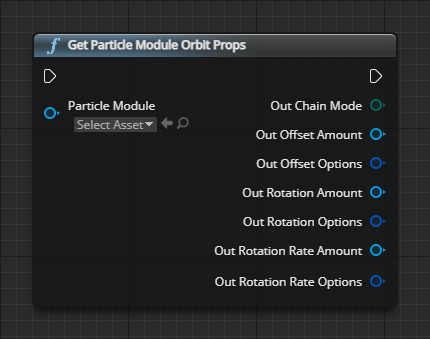 Get Particle Module Orbit Props
Particle Module
Select Asset
Out Chain Mode
Out Offset Amount
Out Offset Options
Out Rotation Amount
Out Rotation Options
Out Rotation Rate Amount
Out Rotation Rate Options